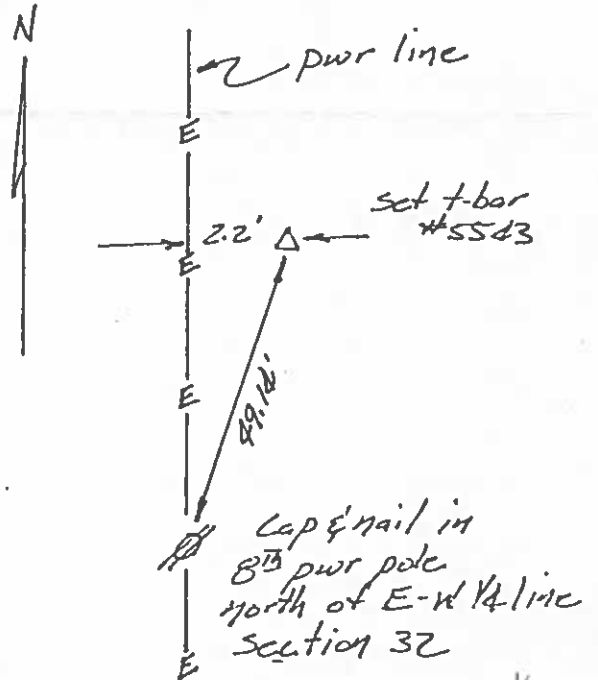 N
pwr line
E
set t-bar
#5543
2.2'
E
E
49.14'
Cap & nail in
8th pwr pole
north of E-W 1/4 line
Section 32
E